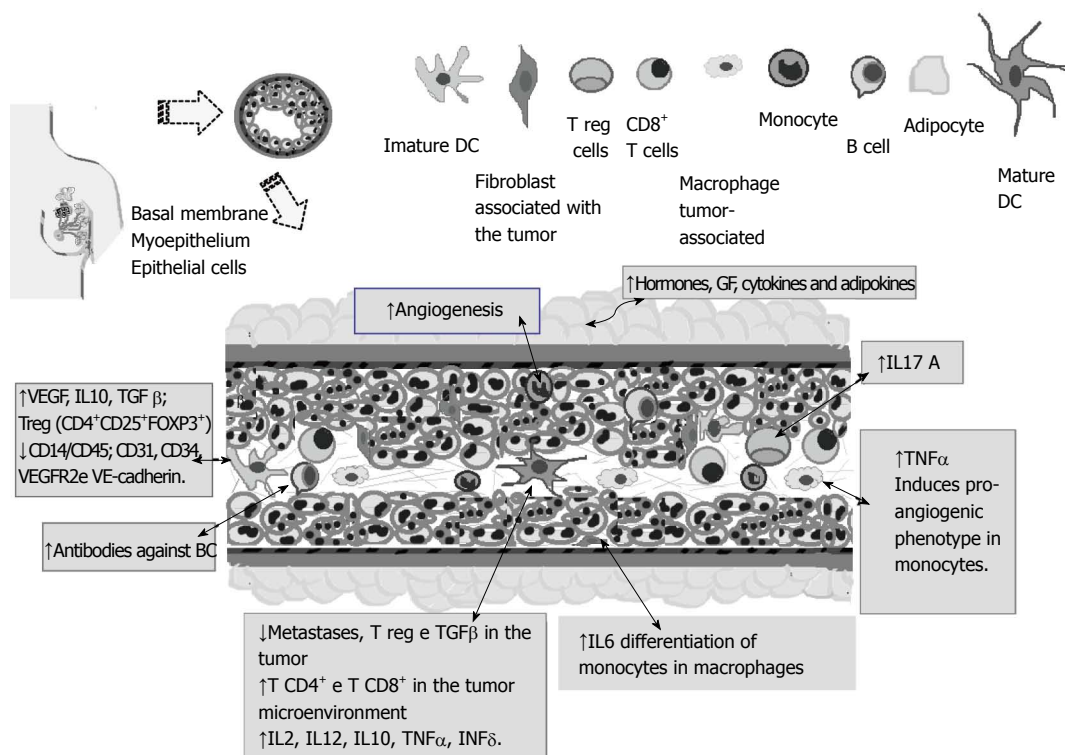 Imature DC
Fibroblast
associated with
the tumor
T reg
cells
CD8⁺
T cells
Macrophage
tumor-
associated
Monocyte
B cell
Adipocyte
Mature
DC
Basal membrane
Myoepithelium
Epithelial cells
↑Hormones, GF, cytokines and adipokines
↑Angiogenesis
↑IL17 A
↑VEGF, IL10, TGF β;
Treg (CD4⁺CD25⁺FOXP3⁺)
↓CD14/CD45; CD31, CD34,
VEGFR2e VE-cadherin.
↑TNFα
Induces pro-
angiogenic
phenotype in
monocytes.
↑Antibodies against BC
↓Metastases, T reg e TGFβ in the
tumor
↑T CD4⁺ e T CD8⁺ in the tumor
microenvironment
↑IL2, IL12, IL10, TNFα, INFδ.
↑IL6 differentiation of
monocytes in macrophages